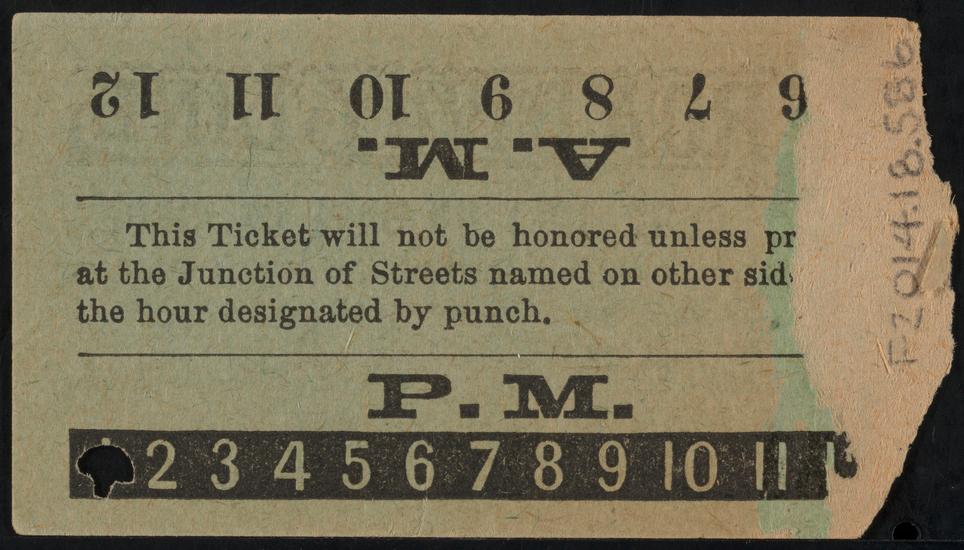 6 7 8 9 10 11 12
A. M.
This Ticket will not be honored unless pr
at the Junction of Streets named on other sid
the hour designated by punch.
P. M.
2 3 4 5 6 7 8 9 10 11
F2014.18.586